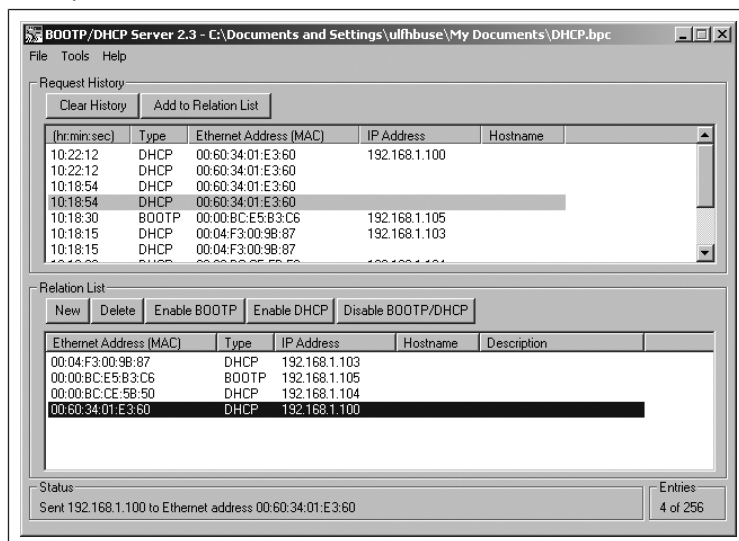 BOOTP/DHCP Server 2.3 - C:\Documents and Settings\ulfhbuse\My Documents\DHCP.bpc
File Tools Help
Request History
Clear History Add to Relation List
(hr:min:sec) Type Ethernet Address (MAC) IP Address Hostname
10:22:12 DHCP 00:60:34:01:E3:60 192.168.1.100
10:22:12 DHCP 00:60:34:01:E3:60
10:18:54 DHCP 00:60:34:01:E3:60
10:18:54 DHCP 00:60:34:01:E3:60
10:18:30 BOOTP 00:00:BC:E5:B3:C6 192.168.1.105
10:18:15 DHCP 00:04:F3:00:9B:87 192.168.1.103
10:18:15 DHCP 00:04:F3:00:9B:87
Relation List
New Delete Enable BOOTP Enable DHCP Disable BOOTP/DHCP
Ethernet Address (MAC) Type IP Address Hostname Description
00:04:F3:00:9B:87 DHCP 192.168.1.103
00:00:BC:E5:B3:C6 BOOTP 192.168.1.105
00:00:BC:CE:5B:50 DHCP 192.168.1.104
00:60:34:01:E3:60 DHCP 192.168.1.100
Status
Sent 192.168.1.100 to Ethernet address 00:60:34:01:E3:60
Entries
4 of 256